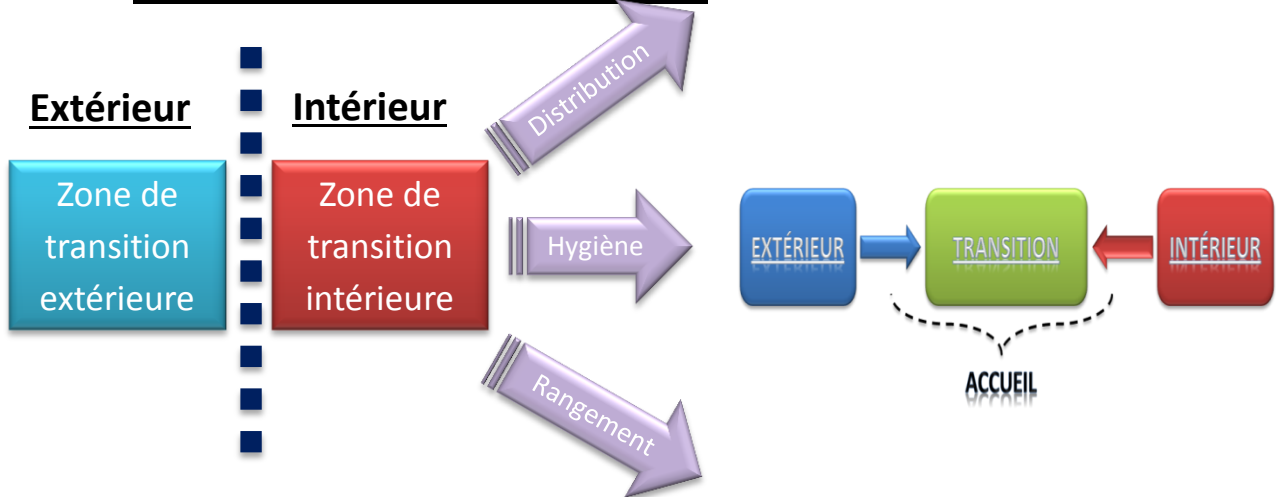 Extérieur
Intérieur
Zone de
transition
extérieure
Zone de
transition
intérieure
Distribution
Hygiène
Rangement
EXTÉRIEUR
TRANSITION
INTÉRIEUR
ACCUEIL